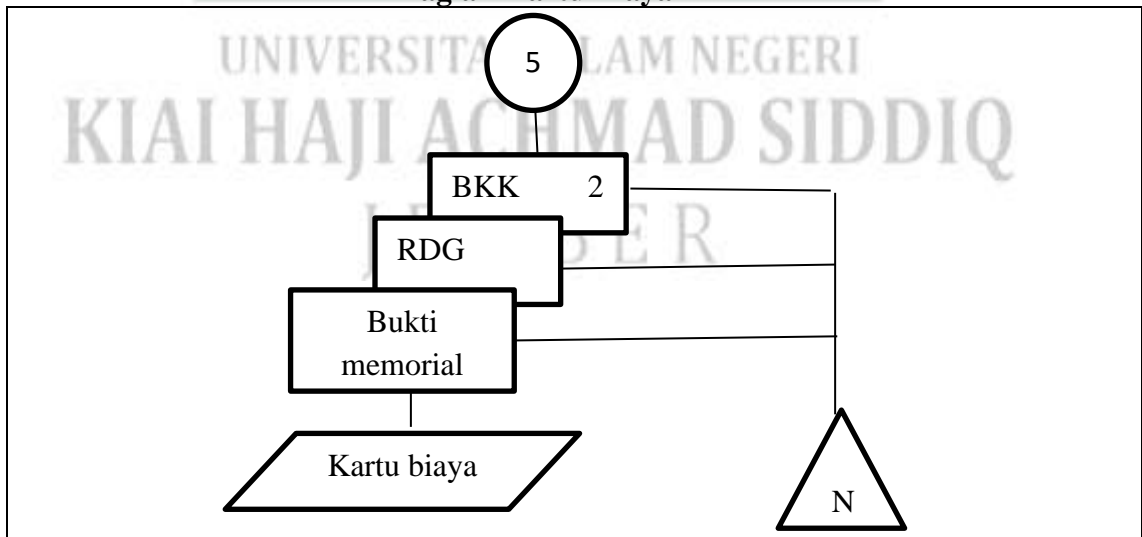 UNIVERSITAS ISLAM NEGERI
5
KIAI HAJI ACHMAD SIDDIQ
BKK 2
RDG
Bukti
memorial
Kartu biaya
N